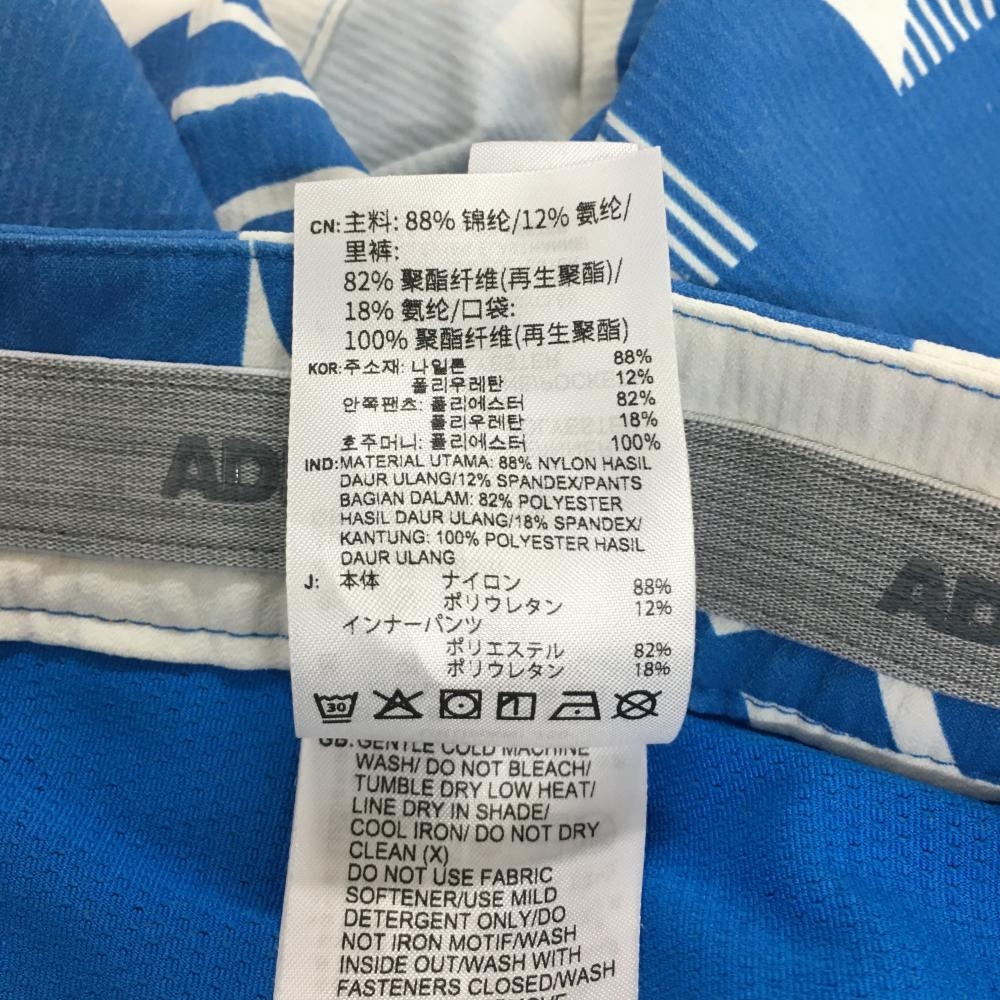 CN: 主料: 88% 锦纶/12% 氨纶/
里裤:
82% 聚酯纤维(再生聚酯)/
18% 氨纶/口袋:
100% 聚酯纤维(再生聚酯)
KOR: 주소재: 나일론 88%
폴리우레탄 12%
안쪽팬츠: 폴리에스터 82%
폴리우레탄 18%
호주머니: 폴리에스터 100%
IND: MATERIAL UTAMA: 88% NYLON HASIL
DAUR ULANG/12% SPANDEX/PANTS
BAGIAN DALAM: 82% POLYESTER
HASIL DAUR ULANG/18% SPANDEX/
KANTUNG: 100% POLYESTER HASIL
DAUR ULANG
J: 本体 ナイロン 88%
ポリウレタン 12%
インナーパンツ
ポリエステル 82%
ポリウレタン 18%
30
GB: GENTLE COLD MACHINE
WASH/ DO NOT BLEACH/
TUMBLE DRY LOW HEAT/
LINE DRY IN SHADE/
COOL IRON/ DO NOT DRY
CLEAN (X)
DO NOT USE FABRIC
SOFTENER/USE MILD
DETERGENT ONLY/DO
NOT IRON MOTIF/WASH
INSIDE OUT/WASH WITH
FASTENERS CLOSED/WASH
AD
AD